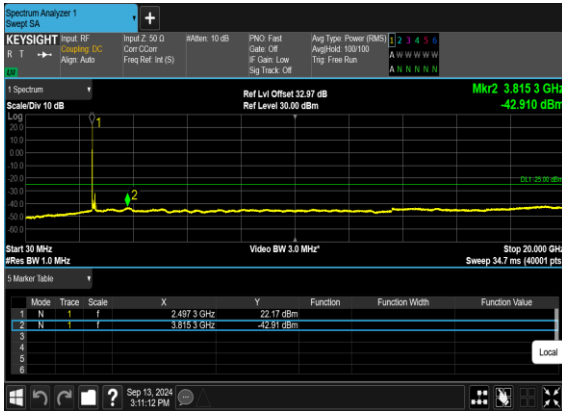 Spectrum Analyzer 1
Swept SA
KEYSIGHT Input: RF Input Z: 50 Ω #Atten: 10 dB PNO: Fast Avg Type: Power (RMS) 1 2 3 4 5 6
R T Coupling: DC Corr CCorr Gate: Off Avg|Hold: 100/100 A W W W W W
Align: Auto Freq Ref: Int (S) IF Gain: Low Trig: Free Run
Sig Track: Off A N N N N N
1 Spectrum
Scale/Div 10 dB Ref Lvl Offset 32.97 dB Mkr2 3.815 3 GHz
Ref Level 30.00 dBm -42.910 dBm
Log
20.0
10.0
0.00
-10.0
-20.0
-30.0
-40.0
-50.0
-60.0
1
2
DL1 -25.00 dBm
Start 30 MHz Video BW 3.0 MHz* Stop 20.000 GHz
#Res BW 1.0 MHz Sweep 34.7 ms (40001 pts)
5 Marker Table
Mode Trace Scale X Y Function Function Width Function Value
1 N 1 f 2.497 3 GHz 22.17 dBm
2 N 1 f 3.815 3 GHz -42.91 dBm
3
4
5
6
Local
Sep 13, 2024
3:11:12 PM